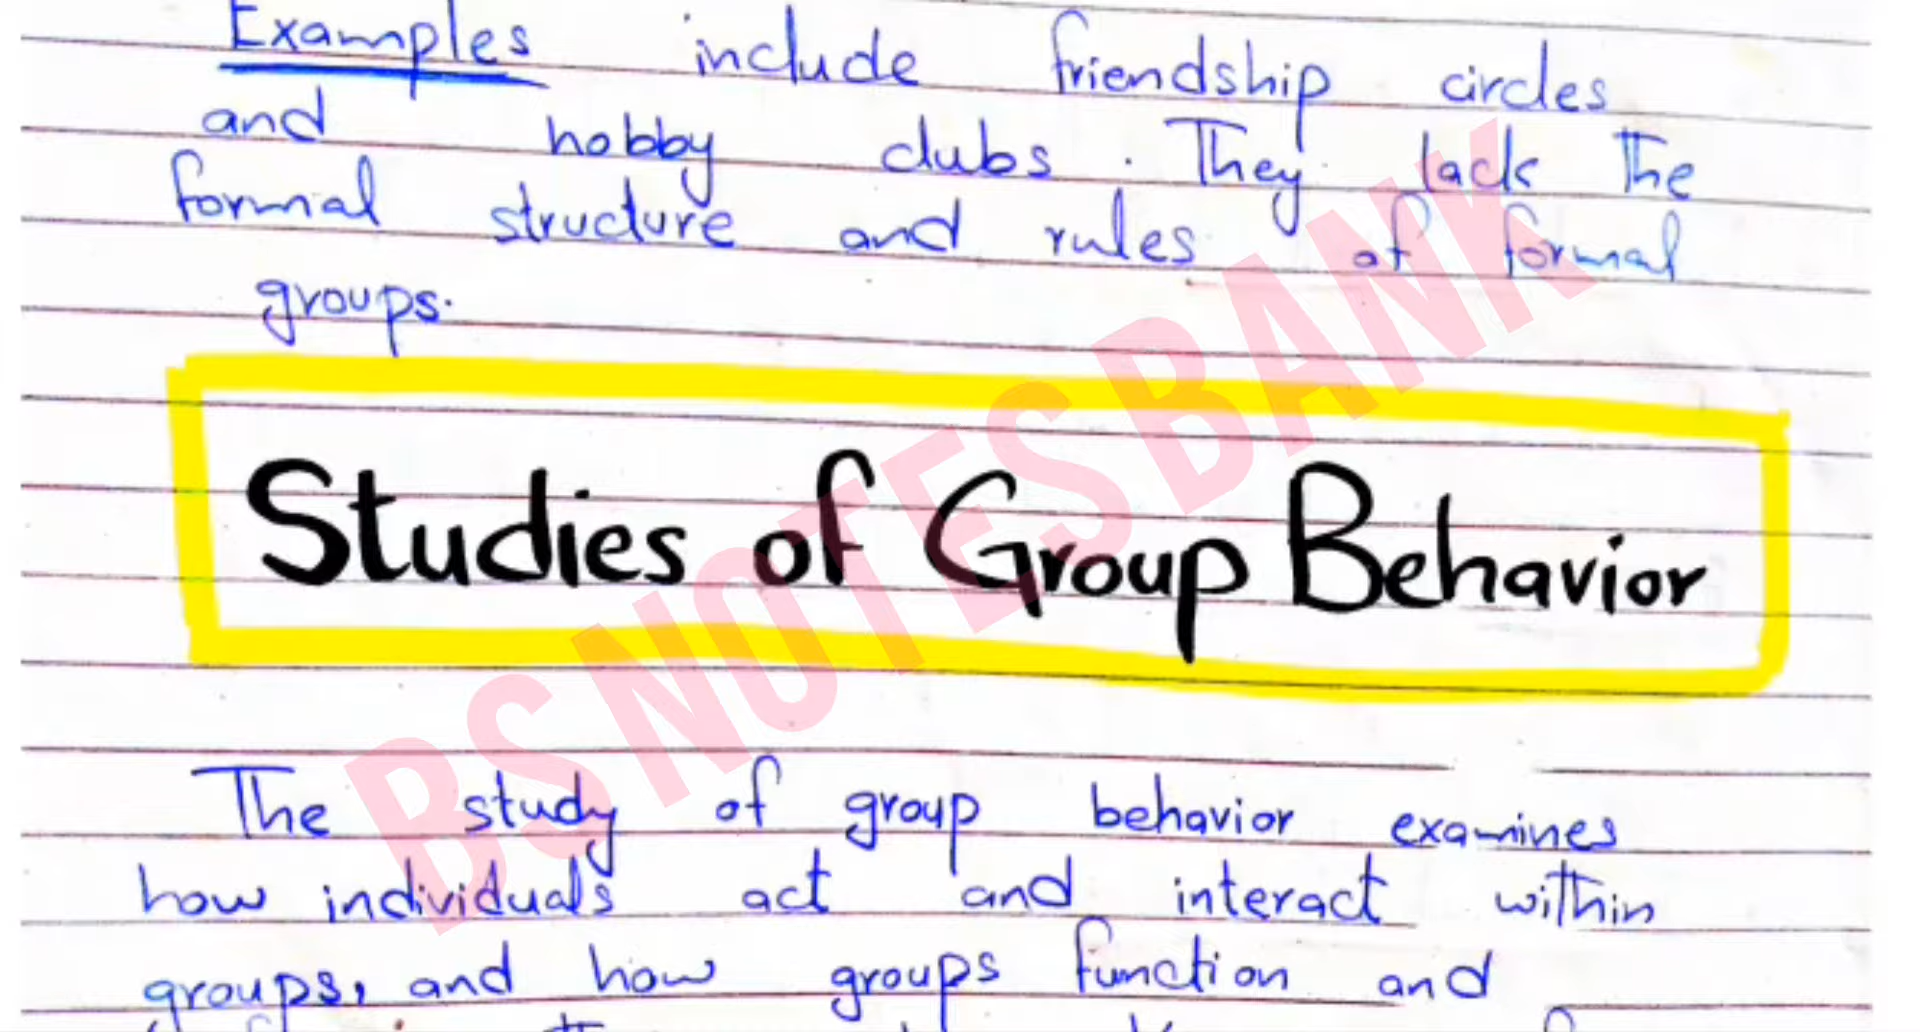 Examples include friendship circles
and hobby clubs. They lack the
formal structure and rules of formal
groups.
Studies of Group Behavior
The study of group behavior examines
how individuals act and interact within
groups, and how groups function and
BS NOTES BANK